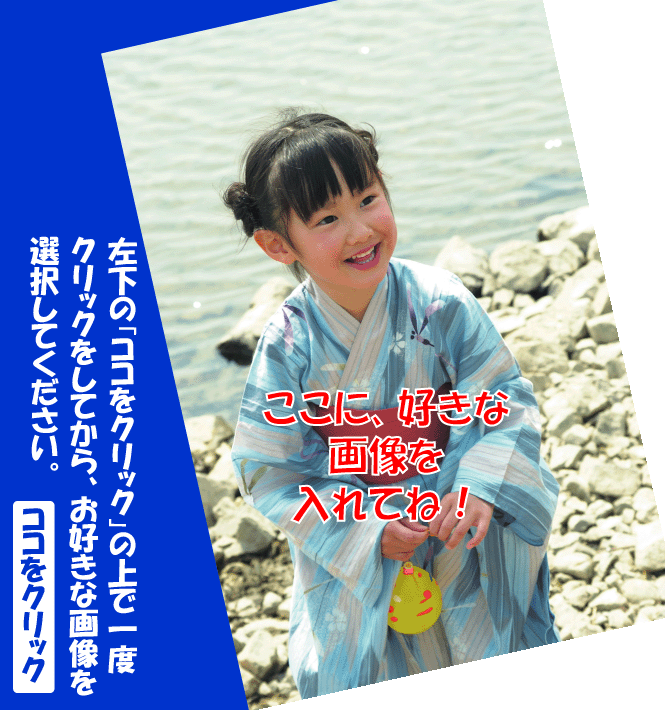 左下の「ココをクリック」の上で一度
クリックをしてから、お好きな画像を
選択してください。
ココをクリック
ここに、好きな
画像を
入れてね！